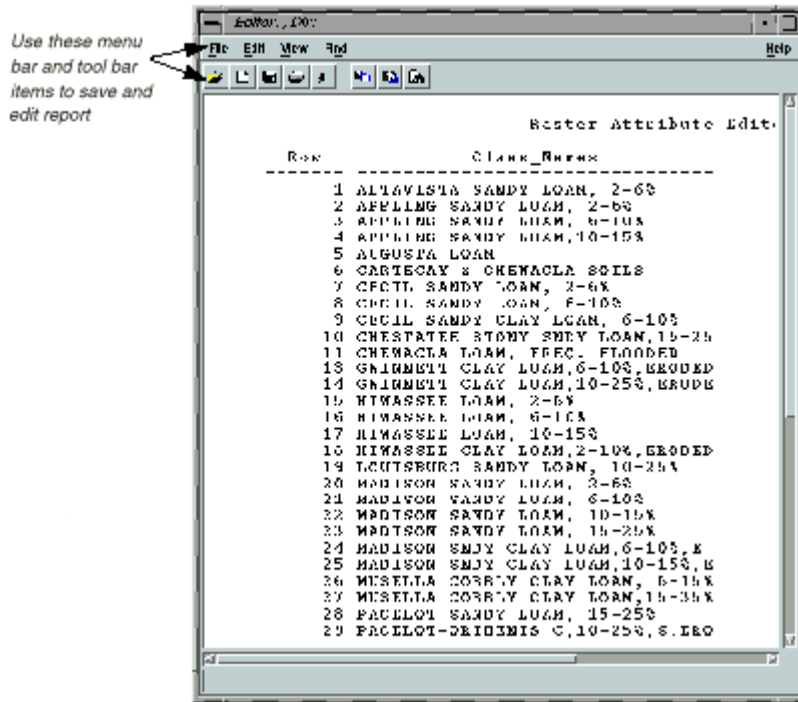 Use these menu
bar and tool bar
items to save and
edit report
Editor: , Dir:
File Edit View Find Help
Raster Attribute Edito
Row Class_Names
1 ALTAVISTA SANDY LOAM, 2-6%
2 APPLING SANDY LOAM, 2-6%
3 APPLING SANDY LOAM, 6-10%
4 APPLING SANDY LOAM,10-15%
5 AUGUSTA LOAM
6 CARTECAY & CHEWACLA SOILS
7 CECIL SANDY LOAM, 2-6%
8 CECIL SANDY LOAM, 6-10%
9 CECIL SANDY CLAY LOAM, 6-10%
10 CHESTATEE STONY SNDY LOAM,15-25
11 CHEWACLA LOAM, FREQ. FLOODED
13 GWINNETT CLAY LOAM,6-10%,ERODED
14 GWINNETT CLAY LOAM,10-25%,ERODE
15 HIWASSEE LOAM, 2-6%
16 HIWASSEE LOAM, 6-10%
17 HIWASSEE LOAM, 10-15%
18 HIWASSEE CLAY LOAM,2-10%,ERODED
19 LOUISBURG SANDY LOAM, 10-25%
20 MADISON SANDY LOAM, 2-6%
21 MADISON SANDY LOAM, 6-10%
22 MADISON SANDY LOAM, 10-15%
23 MADISON SANDY LOAM, 15-25%
24 MADISON SNDY CLAY LOAM,6-10%,E
25 MADISON SNDY CLAY LOAM,10-15%,E
26 MUSELLA COBBLY CLAY LOAM, 6-15%
27 MUSELLA COBBLY CLAY LOAM,15-35%
28 PACELOT SANDY LOAM, 15-25%
29 PACELOT- C,10-25%,S.ERO